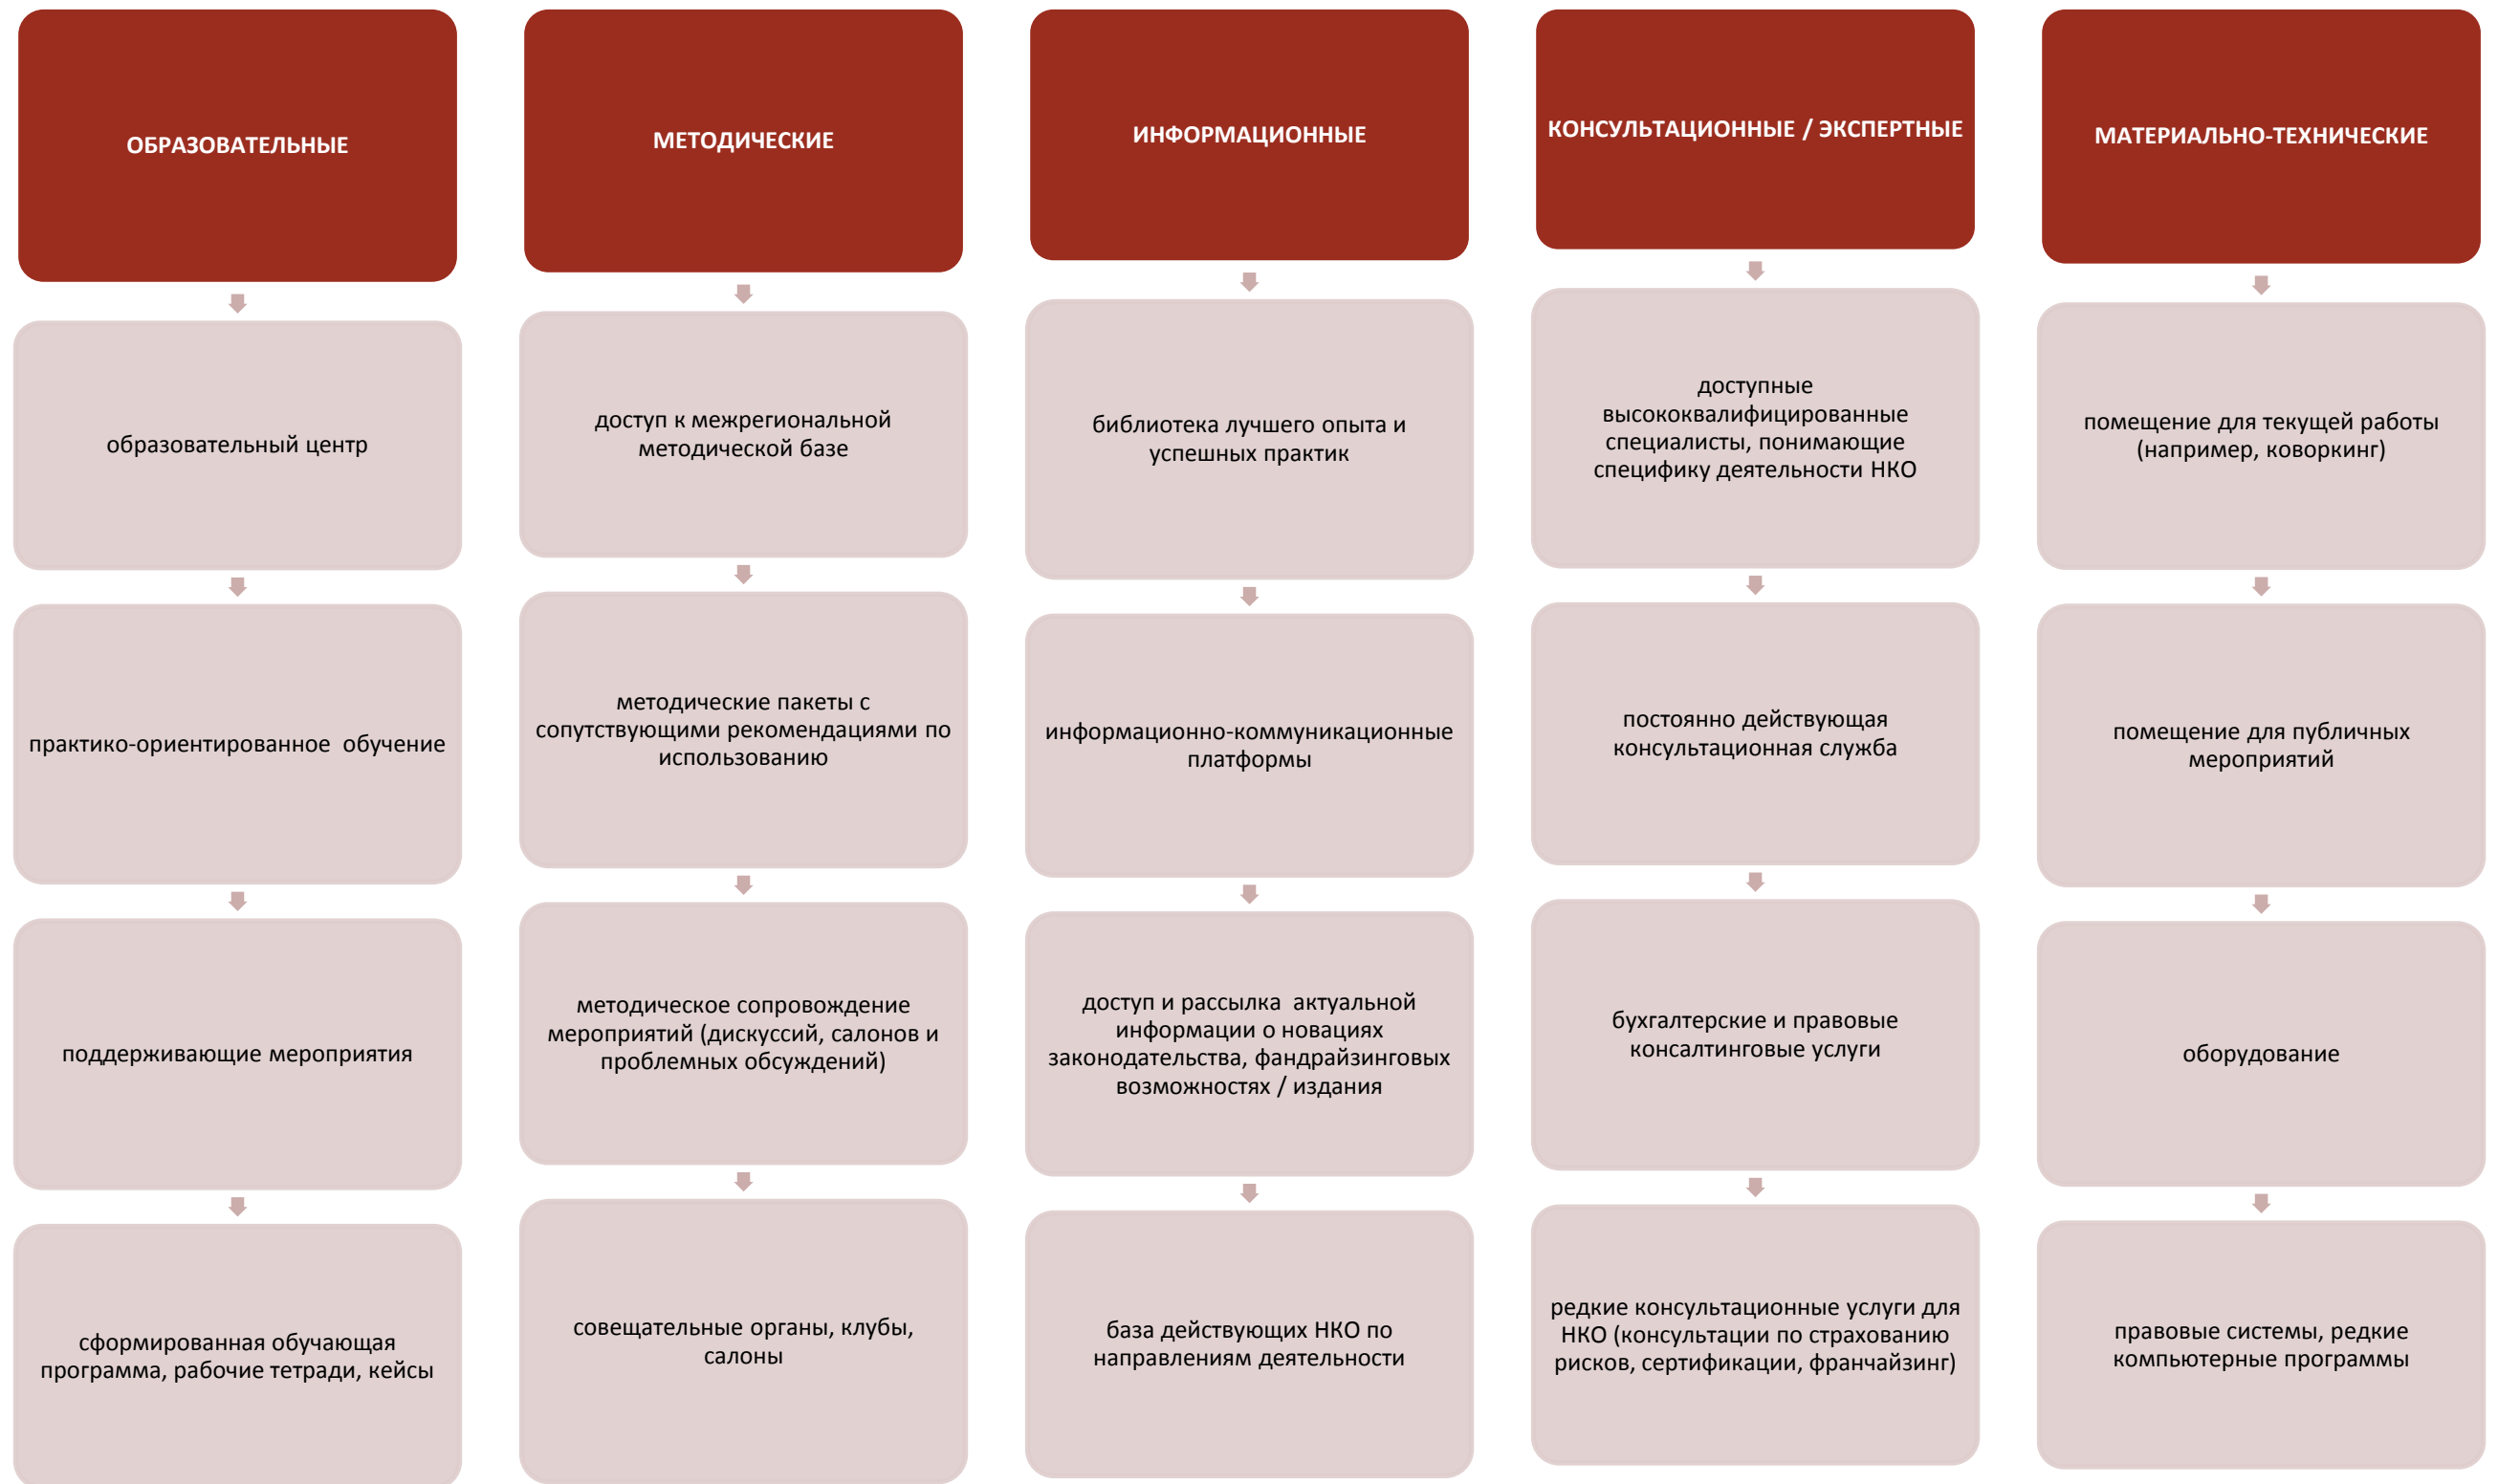 ОБРАЗОВАТЕЛЬНЫЕ
образовательный центр
практико-ориентированное  обучение
поддерживающие мероприятия
сформированная обучающая
программа, рабочие тетради, кейсы
МЕТОДИЧЕСКИЕ
доступ к межрегиональной
методической базе
методические пакеты с
сопутствующими рекомендациями по
использованию
методическое сопровождение
мероприятий (дискуссий, салонов и
проблемных обсуждений)
совещательные органы, клубы,
салоны
ИНФОРМАЦИОННЫЕ
библиотека лучшего опыта и
успешных практик
информационно-коммуникационные
платформы
доступ и рассылка  актуальной
информации о новациях
законодательства, фандрайзинговых
возможностях / издания
база действующих НКО по
направлениям деятельности
КОНСУЛЬТАЦИОННЫЕ / ЭКСПЕРТНЫЕ
доступные
высококвалифицированные
специалисты, понимающие
специфику деятельности НКО
постоянно действующая
консультационная служба
бухгалтерские и правовые
консалтинговые услуги
редкие консультационные услуги для
НКО (консультации по страхованию
рисков, сертификации, франчайзинг)
МАТЕРИАЛЬНО-ТЕХНИЧЕСКИЕ
помещение для текущей работы
(например, коворкинг)
помещение для публичных
мероприятий
оборудование
правовые системы, редкие
компьютерные программы